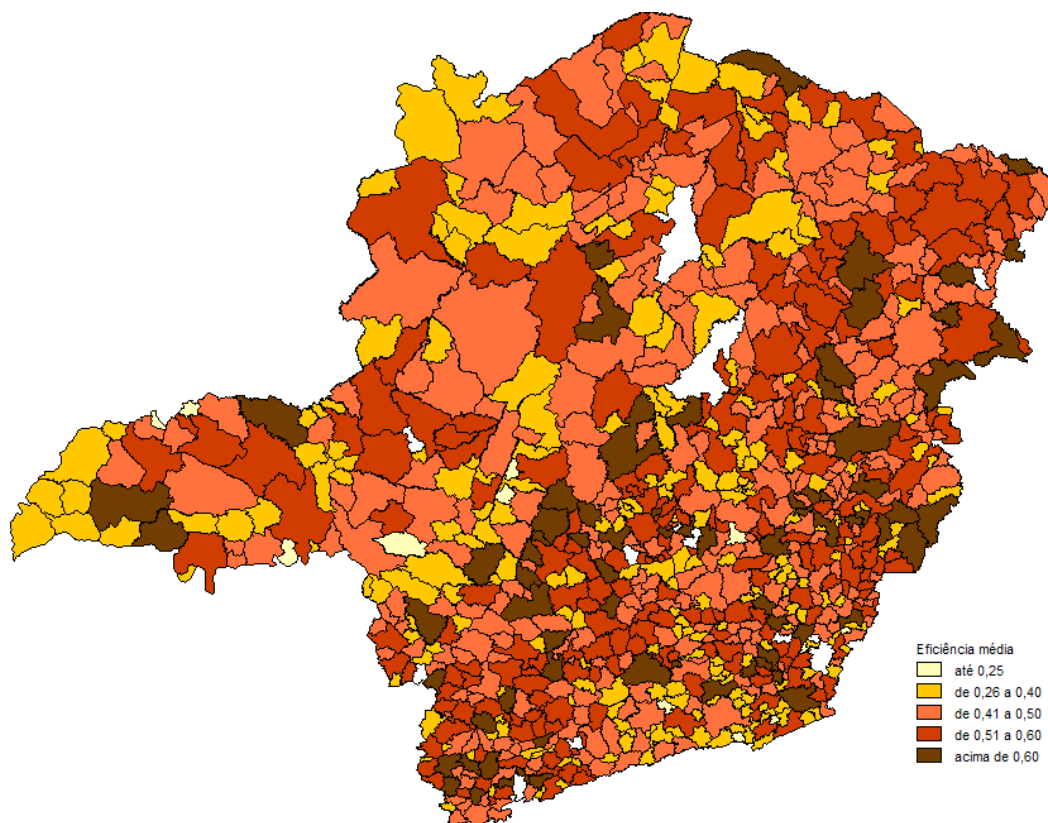 Eficiência média
até 0,25
de 0,26 a 0,40
de 0,41 a 0,50
de 0,51 a 0,60
acima de 0,60